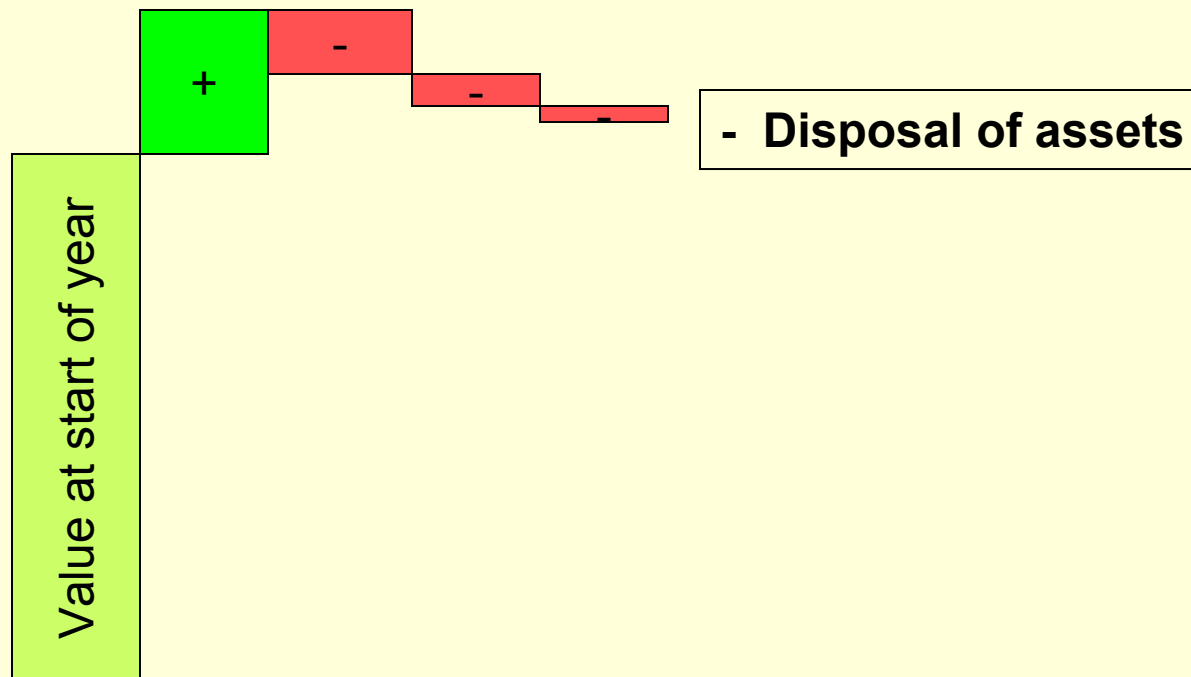 +
-
-
-
- Disposal of assets
Value at start of year